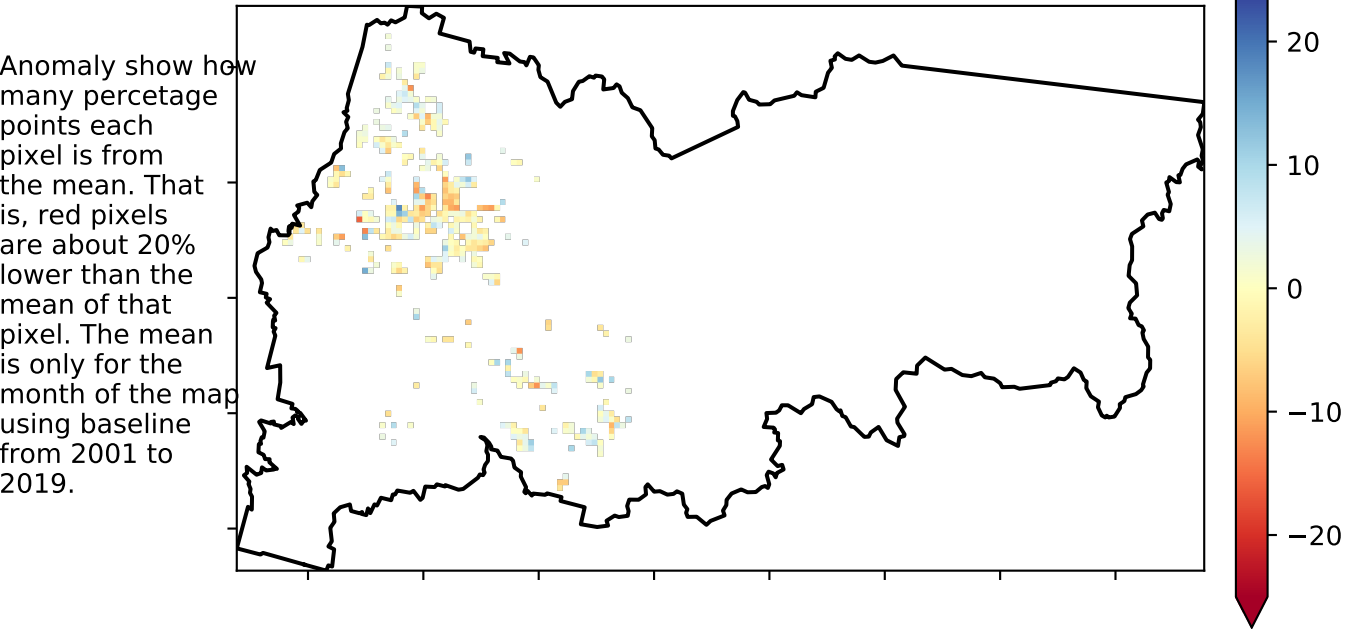 Anomaly show how
many percetage
points each
pixel is from
the mean. That
is, red pixels
are about 20%
lower than the
mean of that
pixel. The mean
is only for the
month of the map
using baseline
from 2001 to
2019.
20
10
0
−10
−20